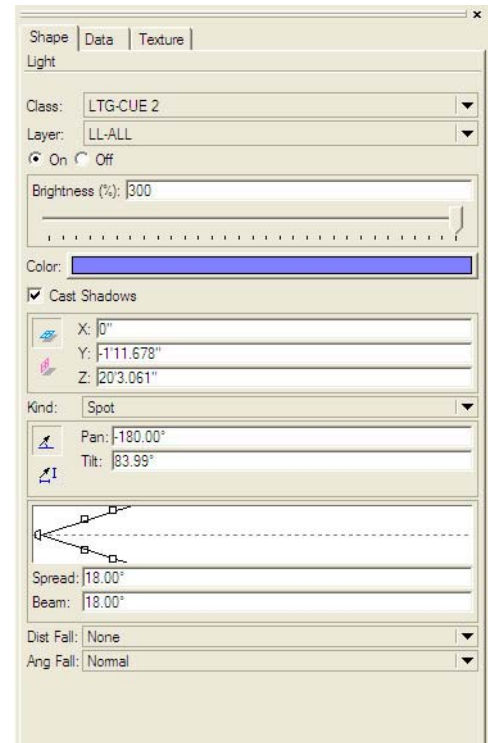 x
Shape Data Texture
Light
Class: LTG-CUE 2
Layer: LL-ALL
On Off
Brightness (%): 300
Color:
Cast Shadows
X: 0"
Y: -1'11.678"
Z: 20'3.061"
Kind: Spot
Pan: -180.00°
Tilt: 83.99°
Spread: 18.00°
Beam: 18.00°
Dist Fall: None
Ang Fall: Normal